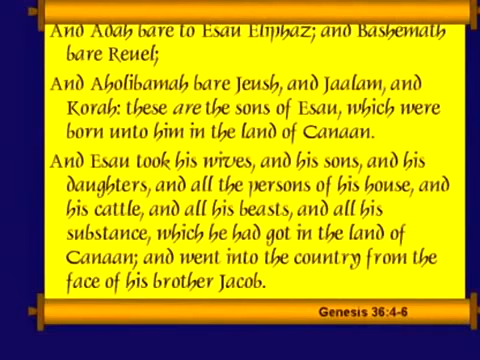 And Adah bare to Esau Eliphaz; and Bashemath
bare Reuel;
And Aholibamah bare Jeush, and Jaalam, and
Korah: these are the sons of Esau, which were
born unto him in the land of Canaan.
And Esau took his wives, and his sons, and his
daughters, and all the persons of his house, and
his cattle, and all his beasts, and all his
substance, which he had got in the land of
Canaan; and went into the country from the
face of his brother Jacob.
Genesis 36:4-6